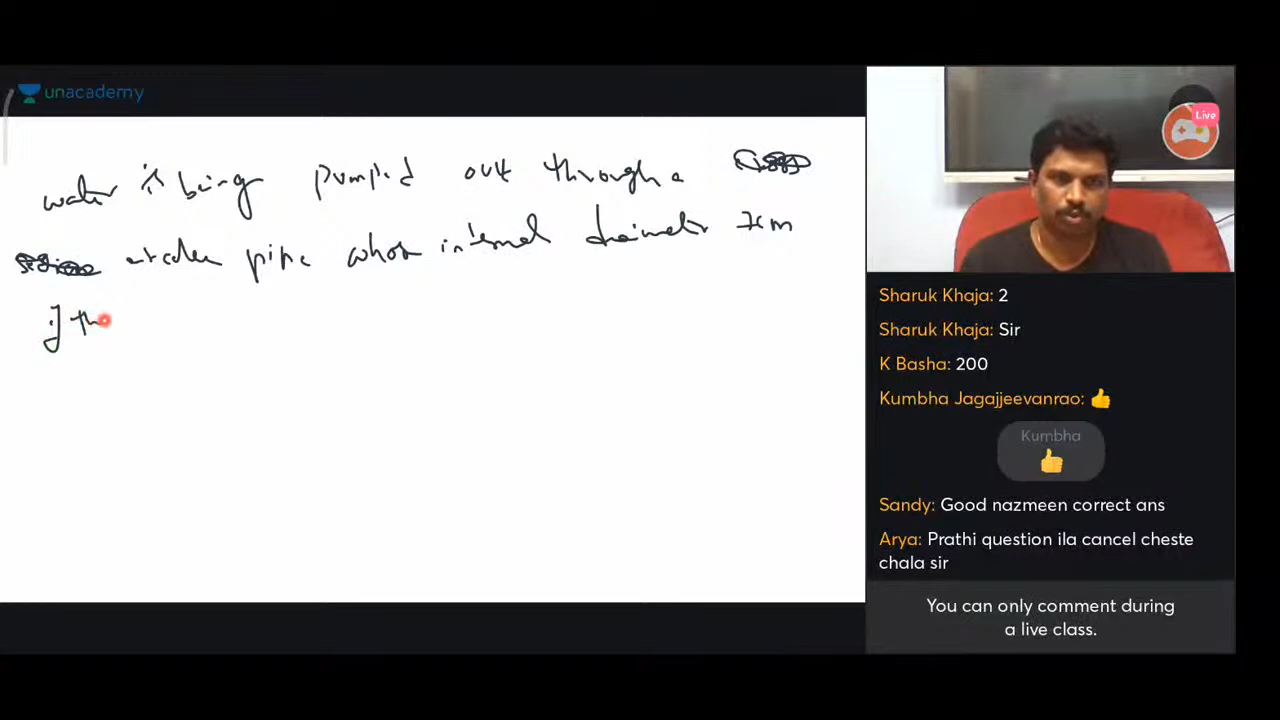 unacademy
Live
water is being pumped out through a
circular pipe whose internal diameter 7cm
if the
Sharuk Khaja: 2
Sharuk Khaja: Sir
K Basha: 200
Kumbha Jagajjeevanrao: 👍
Kumbha
👍
Sandy: Good nazmeen correct ans
Arya: Prathi question ila cancel cheste
chala sir
You can only comment during
a live class.